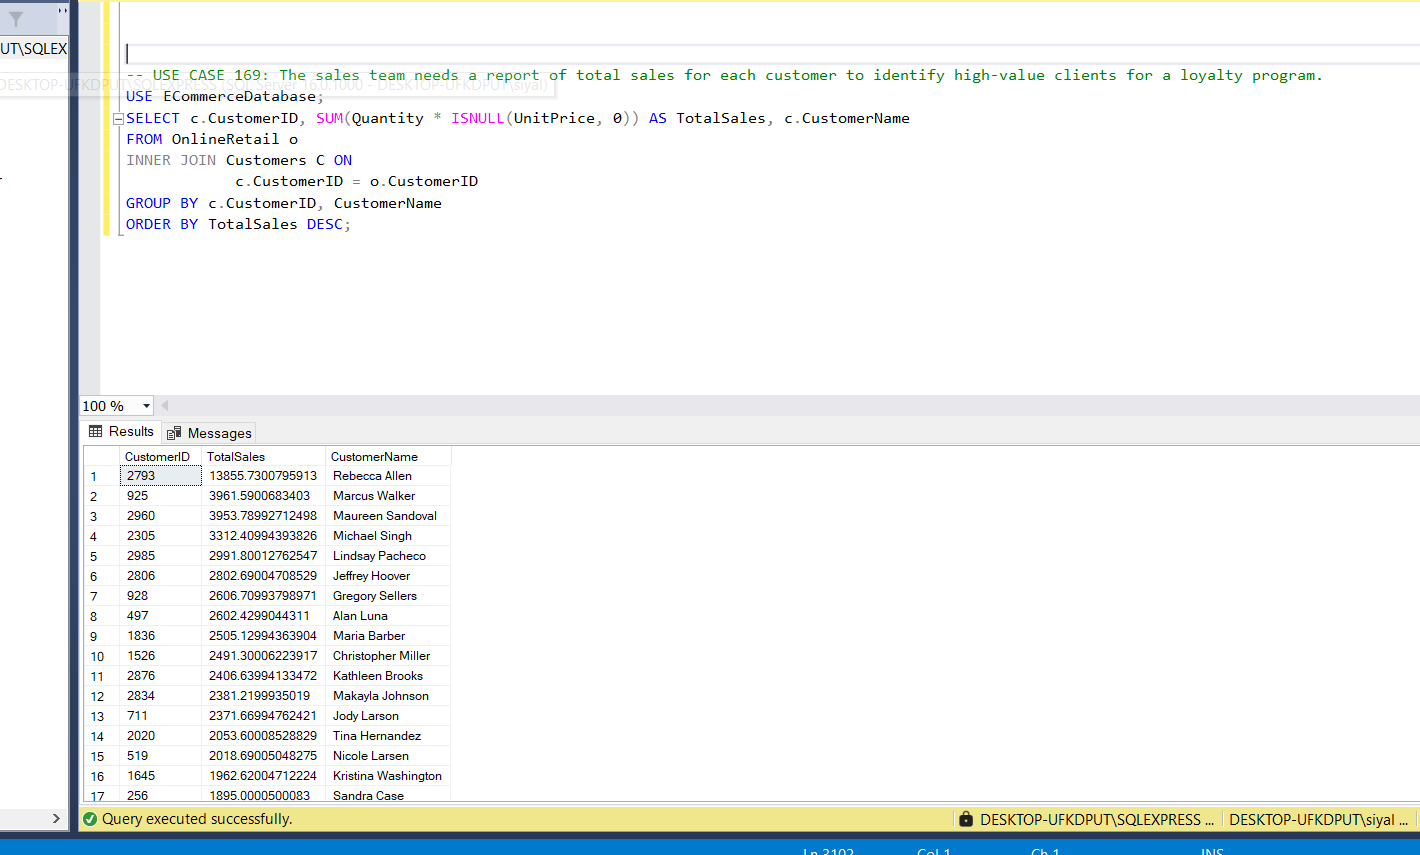 UT\SQLEX
-- USE CASE 169: The sales team needs a report of total sales for each customer to identify high-value clients for a loyalty program.
DESKTOP-UFKDPUT\SQLEXPRESS (SQL Server 16.0.1000 - DESKTOP-UFKDPUT\siyal)
USE ECommerceDatabase;
SELECT c.CustomerID, SUM(Quantity * ISNULL(UnitPrice, 0)) AS TotalSales, c.CustomerName
FROM OnlineRetail o
INNER JOIN Customers C ON
c.CustomerID = o.CustomerID
GROUP BY c.CustomerID, CustomerName
ORDER BY TotalSales DESC;
100 %
Results Messages
CustomerID TotalSales CustomerName
1 2793 13855.7300795913 Rebecca Allen
2 925 3961.5900683403 Marcus Walker
3 2960 3953.78992712498 Maureen Sandoval
4 2305 3312.40994393826 Michael Singh
5 2985 2991.80012762547 Lindsay Pacheco
6 2806 2802.69004708529 Jeffrey Hoover
7 928 2606.70993798971 Gregory Sellers
8 497 2602.4299044311 Alan Luna
9 1836 2505.12994363904 Maria Barber
10 1526 2491.30006223917 Christopher Miller
11 2876 2406.63994133472 Kathleen Brooks
12 2834 2381.2199935019 Makayla Johnson
13 711 2371.66994762421 Jody Larson
14 2020 2053.60008528829 Tina Hernandez
15 519 2018.69005048275 Nicole Larsen
16 1645 1962.62004712224 Kristina Washington
17 256 1895.0000500083 Sandra Case
Query executed successfully. DESKTOP-UFKDPUT\SQLEXPRESS ... DESKTOP-UFKDPUT\siyal ...
Ln 3102 Col 1 Ch 1 INS